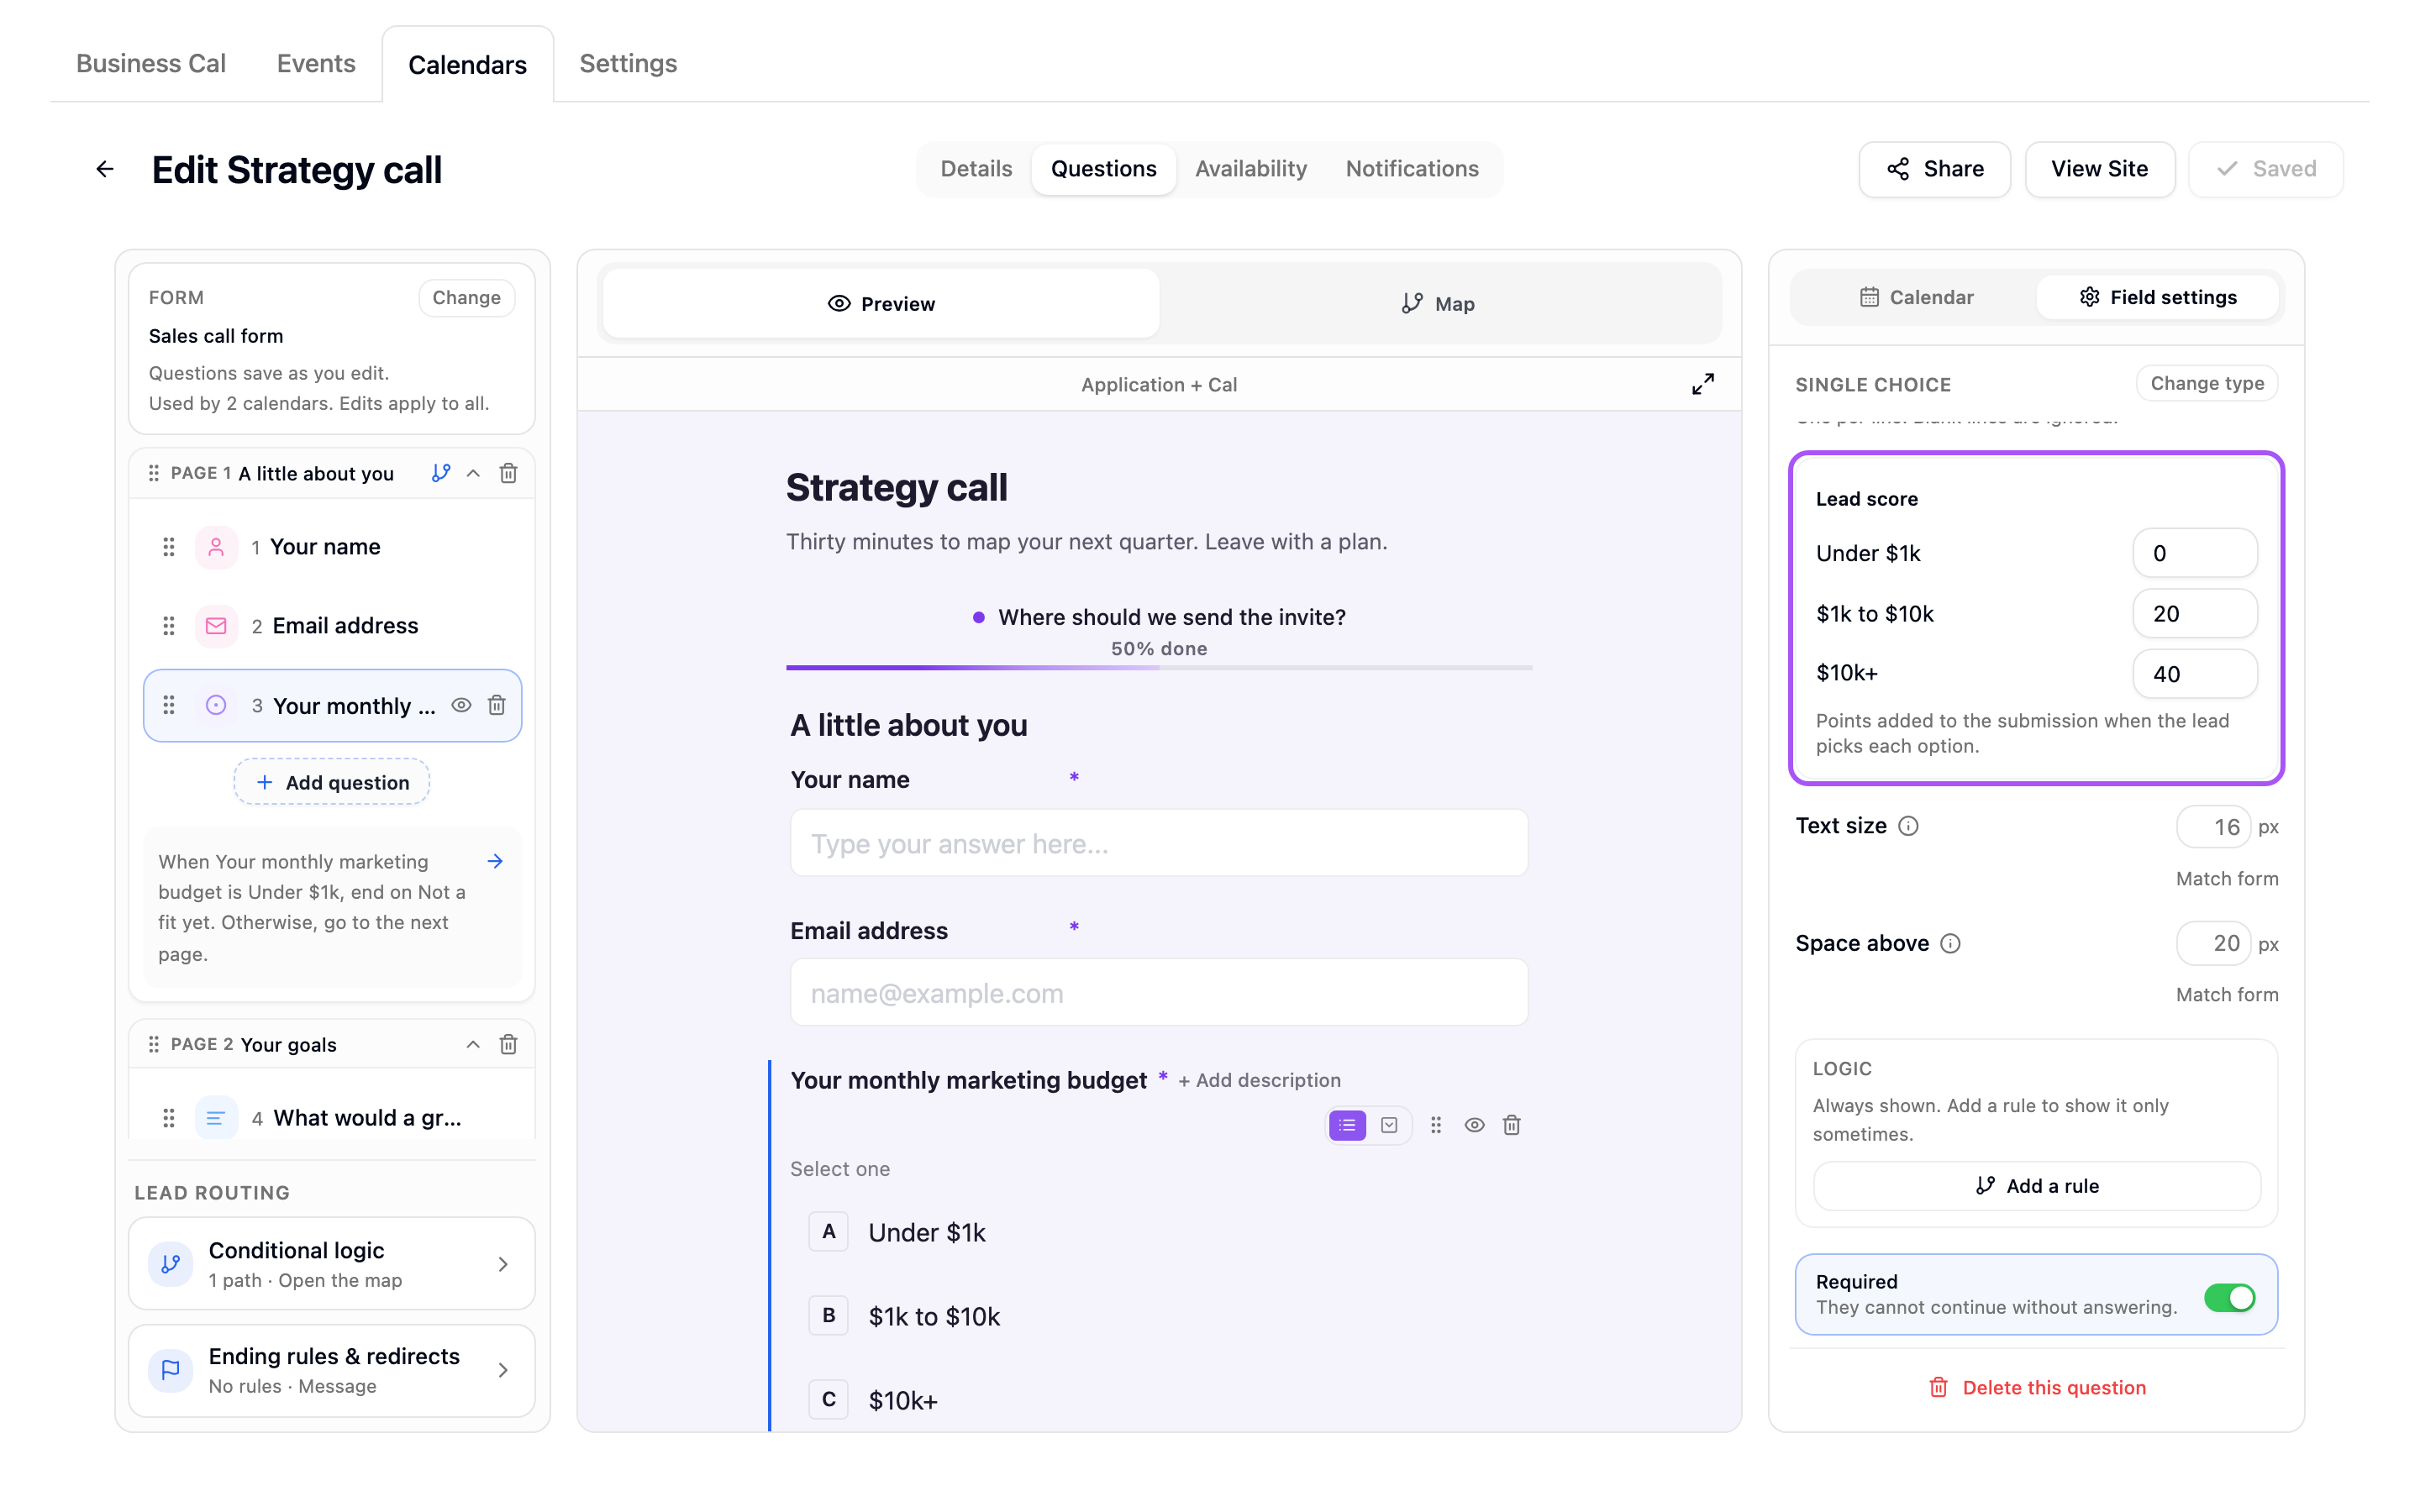 Business Cal
Events
Calendars
Settings
Edit Strategy call
Details
Questions
Availability
Notifications
Share
View Site
Saved
FORM
Change
Sales call form
Questions save as you edit.
Used by 2 calendars. Edits apply to all.
PAGE 1 A little about you
1 Your name
2 Email address
3 Your monthly ...
+ Add question
When Your monthly marketing
budget is Under $1k, end on Not a
fit yet. Otherwise, go to the next
page.
PAGE 2 Your goals
4 What would a gr...
LEAD ROUTING
Conditional logic
1 path · Open the map
Ending rules & redirects
No rules · Message
Preview
Map
Application + Cal
Strategy call
Thirty minutes to map your next quarter. Leave with a plan.
Where should we send the invite?
50% done
A little about you
Your name *
Type your answer here...
Email address *
name@example.com
Your monthly marketing budget * + Add description
Select one
A Under $1k
B $1k to $10k
C $10k+
Calendar
Field settings
SINGLE CHOICE
Change type
One per line. Blank lines are ignored.
Lead score
Under $1k 0
$1k to $10k 20
$10k+ 40
Points added to the submission when the lead
picks each option.
Text size 16 px
Match form
Space above 20 px
Match form
LOGIC
Always shown. Add a rule to show it only
sometimes.
Add a rule
Required
They cannot continue without answering.
Delete this question